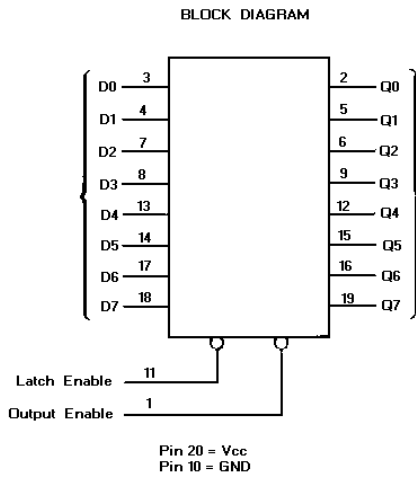 BLOCK DIAGRAM
D0 3 2 Q0
D1 4 5 Q1
D2 7 6 Q2
D3 8 9 Q3
D4 13 12 Q4
D5 14 15 Q5
D6 17 16 Q6
D7 18 19 Q7
Latch Enable 11
Output Enable 1
Pin 20 = Vcc
Pin 10 = GND